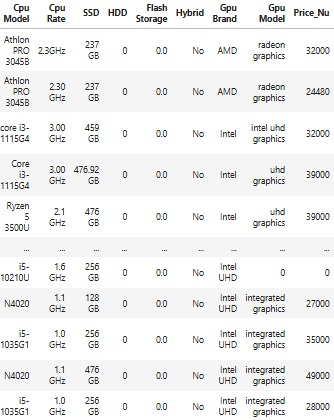 Cpu Model Cpu Rate SSD HDD Flash Storage Hybrid Gpu Brand Gpu Model Price_Nu
Athlon PRO 3045B 2.3GHz 237 GB 0 0.0 No AMD radeon graphics 32000
Athlon PRO 3045B 2.30 GHz 237 GB 0 0.0 No AMD radeon graphics 24480
core i3-1115G4 3.00 GHz 459 GB 0 0.0 No Intel intel uhd graphics 32000
Core i3-1115G4 3.00 GHz 476.92 GB 0 0.0 No Intel uhd graphics 39000
Ryzen 5 3500U 2.1 GHz 476 GB 0 0.0 No Intel uhd graphics 39000
... ... ... ... ... ... ... ... ...
i5-10210U 1.6 GHz 256 GB 0 0.0 No Intel UHD 0 0
N4020 1.1 GHz 128 GB 0 0.0 No Intel UHD integrated graphics 27000
i5-1035G1 1.0 GHz 256 GB 0 0.0 No Intel UHD integrated graphics 35000
N4020 1.1 GHz 476 GB 0 0.0 No Intel UHD integrated graphics 49000
i5-1035G1 1.0 GHz 256 GB 0 0.0 No Intel UHD integrated graphics 28000